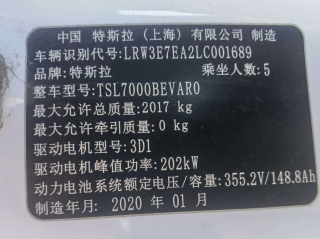 中国 特斯拉（上海）有限公司 制造
车辆识别代号：LRW3E7EA2LC001689
品牌：特斯拉 乘坐人数：5
整车型号：TSL7000BEVAR0
最大允许总质量：2017 kg
最大允许牵引质量：0 kg
驱动电机型号：3D1
驱动电机峰值功率：202kW
动力电池系统额定电压/容量：355.2V/148.8Ah
制造年月：2020 年 01 月